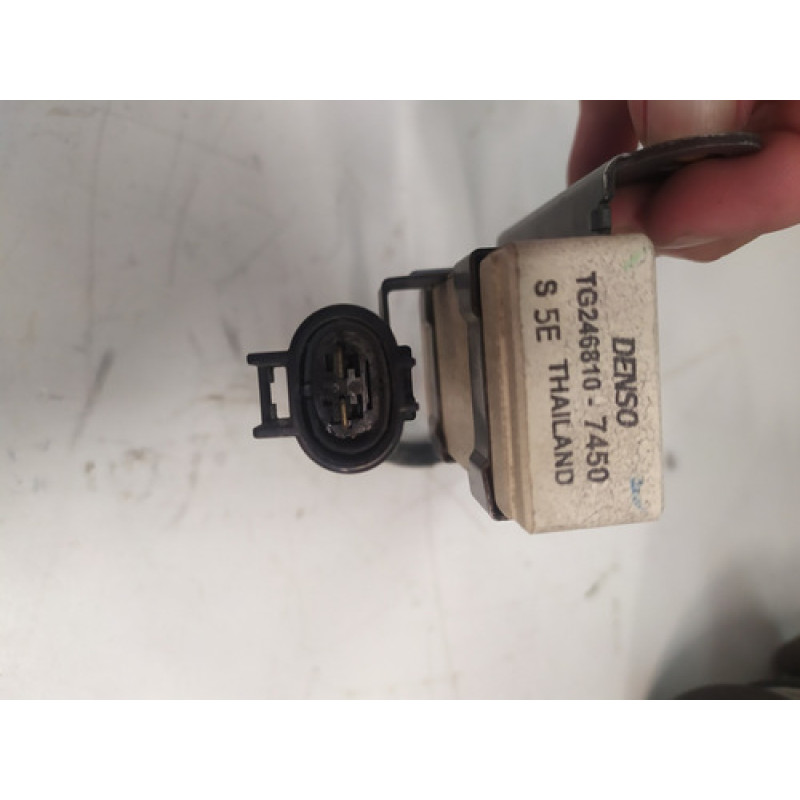 DENSO
TG246810-7450
S 5E THAILAND